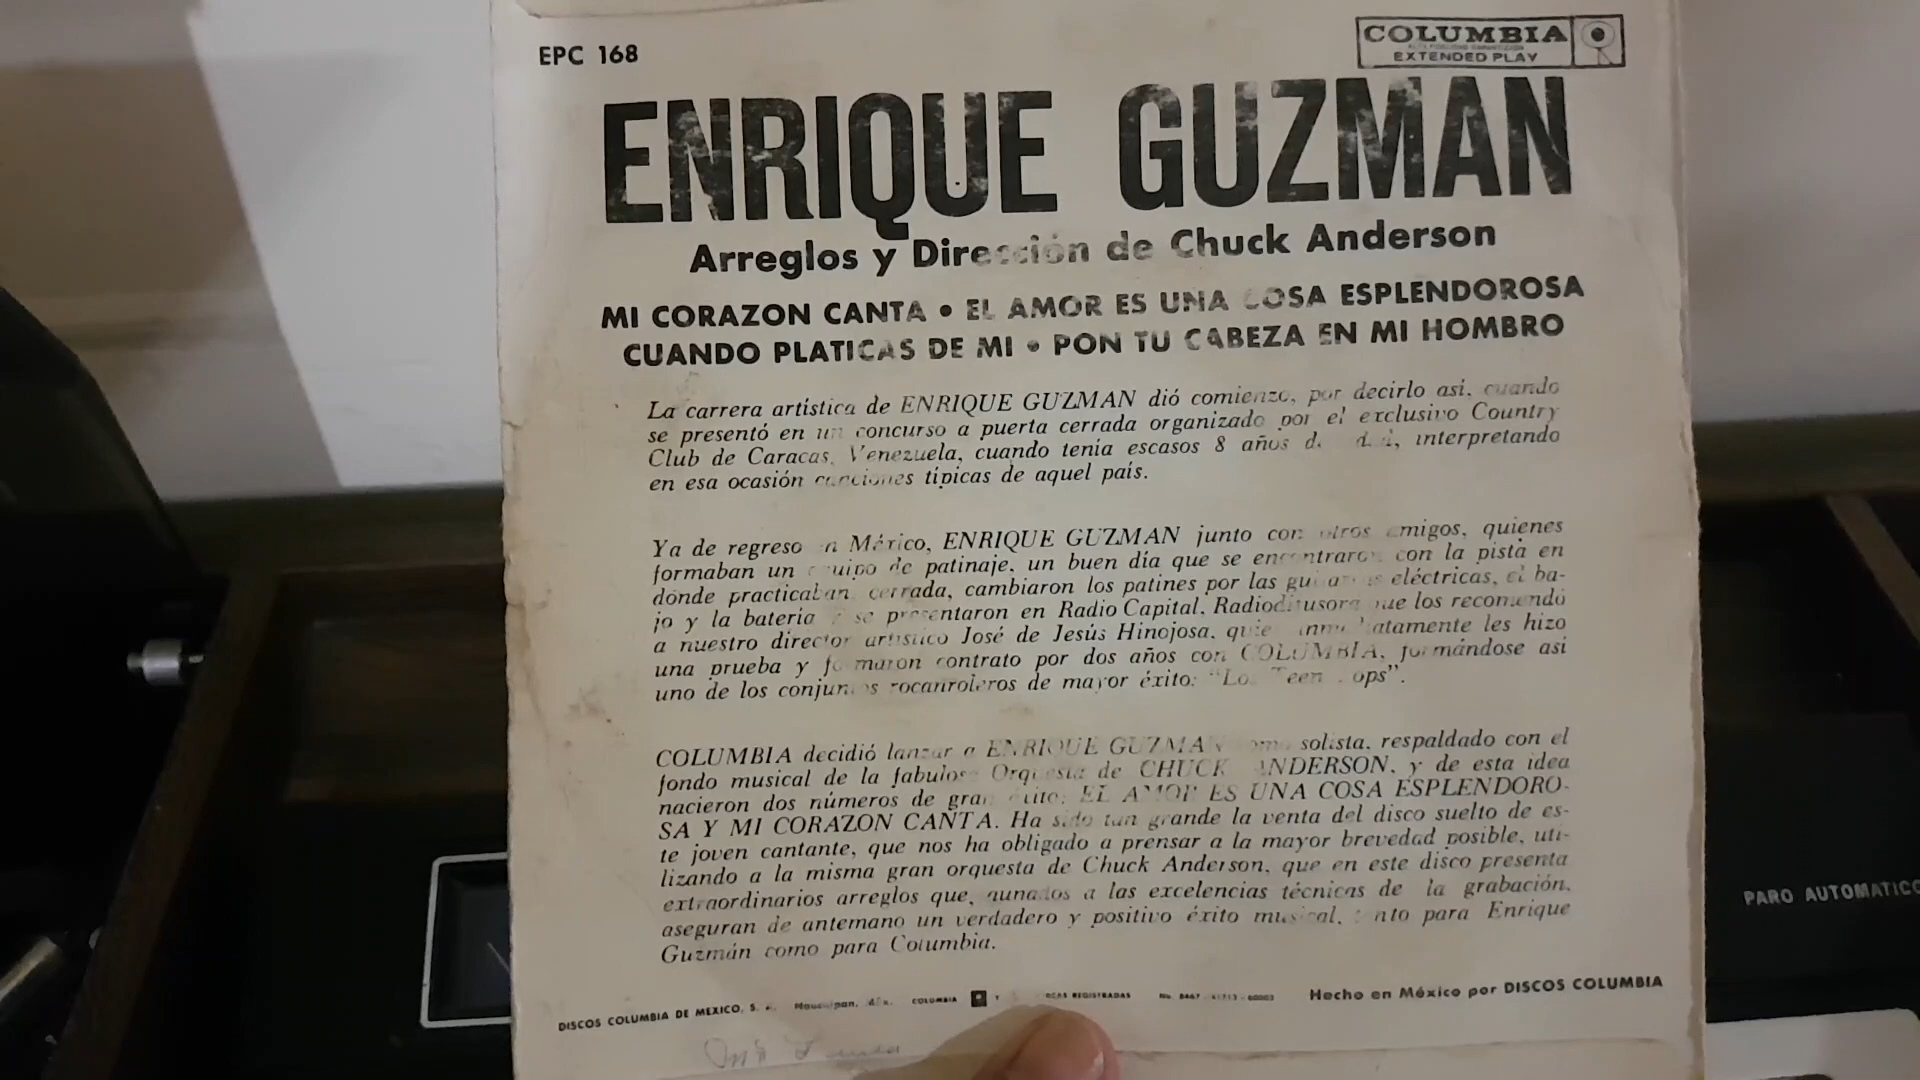 EPC 168
COLUMBIA
EXTENDED PLAY
ENRIQUE GUZMAN
Arreglos y Dirección de Chuck Anderson
MI CORAZON CANTA • EL AMOR ES UNA COSA ESPLENDOROSA
CUANDO PLATICAS DE MI • PON TU CABEZA EN MI HOMBRO
La carrera artística de ENRIQUE GUZMAN dió comienzo, por decirlo así, cuando
se presentó en un concurso a puerta cerrada organizado por el exclusivo Country
Club de Caracas, Venezuela, cuando tenía escasos 8 años de edad, interpretando
en esa ocasión canciones típicas de aquel país.
Ya de regreso en México, ENRIQUE GUZMAN junto con otros amigos, quienes
formaban un equipo de patinaje, un buen día que se encontraron con la pista en
donde practicaban cerrada, cambiaron los patines por las guitarras eléctricas, el ba-
jo y la batería y se presentaron en Radio Capital, Radiodifusora que los recomendó
a nuestro director artístico José de Jesús Hinojosa, quien inmediatamente les hizo
una prueba y firmaron contrato por dos años con COLUMBIA, formándose así
uno de los conjuntos rocanroleros de mayor éxito: "Los Teen Tops".
COLUMBIA decidió lanzar a ENRIQUE GUZMAN como solista, respaldado con el
fondo musical de la fabulosa Orquesta de CHUCK ANDERSON, y de esta idea
nacieron dos números de gran éxito: EL AMOR ES UNA COSA ESPLENDORO-
SA Y MI CORAZON CANTA. Ha sido tan grande la venta del disco suelto de es-
te joven cantante, que nos ha obligado a prensar a la mayor brevedad posible, uti-
lizando a la misma gran orquesta de Chuck Anderson, que en este disco presenta
extraordinarios arreglos que, aunados a las excelencias técnicas de la grabación,
aseguran de antemano un verdadero y positivo éxito musical, tanto para Enrique
Guzmán como para Columbia.
DISCOS COLUMBIA DE MEXICO, S. Naucalpan, COLUMBIA Y REGISTRADAS Hecho en México por DISCOS COLUMBIA
PARO AUTOMATICO